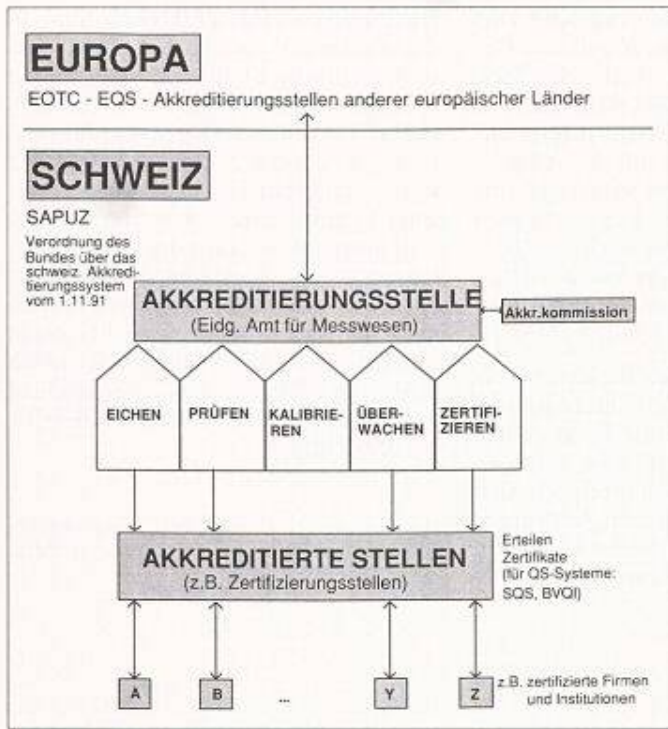 EUROPA
EOTC - EQS - Akkreditierungsstellen anderer europäischer Länder
SCHWEIZ
SAPUZ
Verordnung des
Bundes über das
schweiz. Akkredi-
tierungssystem
vom 1.11.91
AKKREDITIERUNGSSTELLE
(Eidg. Amt für Messwesen)
Akkr.kommission
EICHEN
PRÜFEN
KALIBRIE-
REN
ÜBER-
WACHEN
ZERTIFI-
ZIEREN
AKKREDITIERTE STELLEN
(z.B. Zertifizierungsstellen)
Erteilen
Zertifikate
(für QS-Systeme:
SQS, BVQI)
A
B
...
Y
Z
z.B. zertifizierte Firmen
und Institutionen